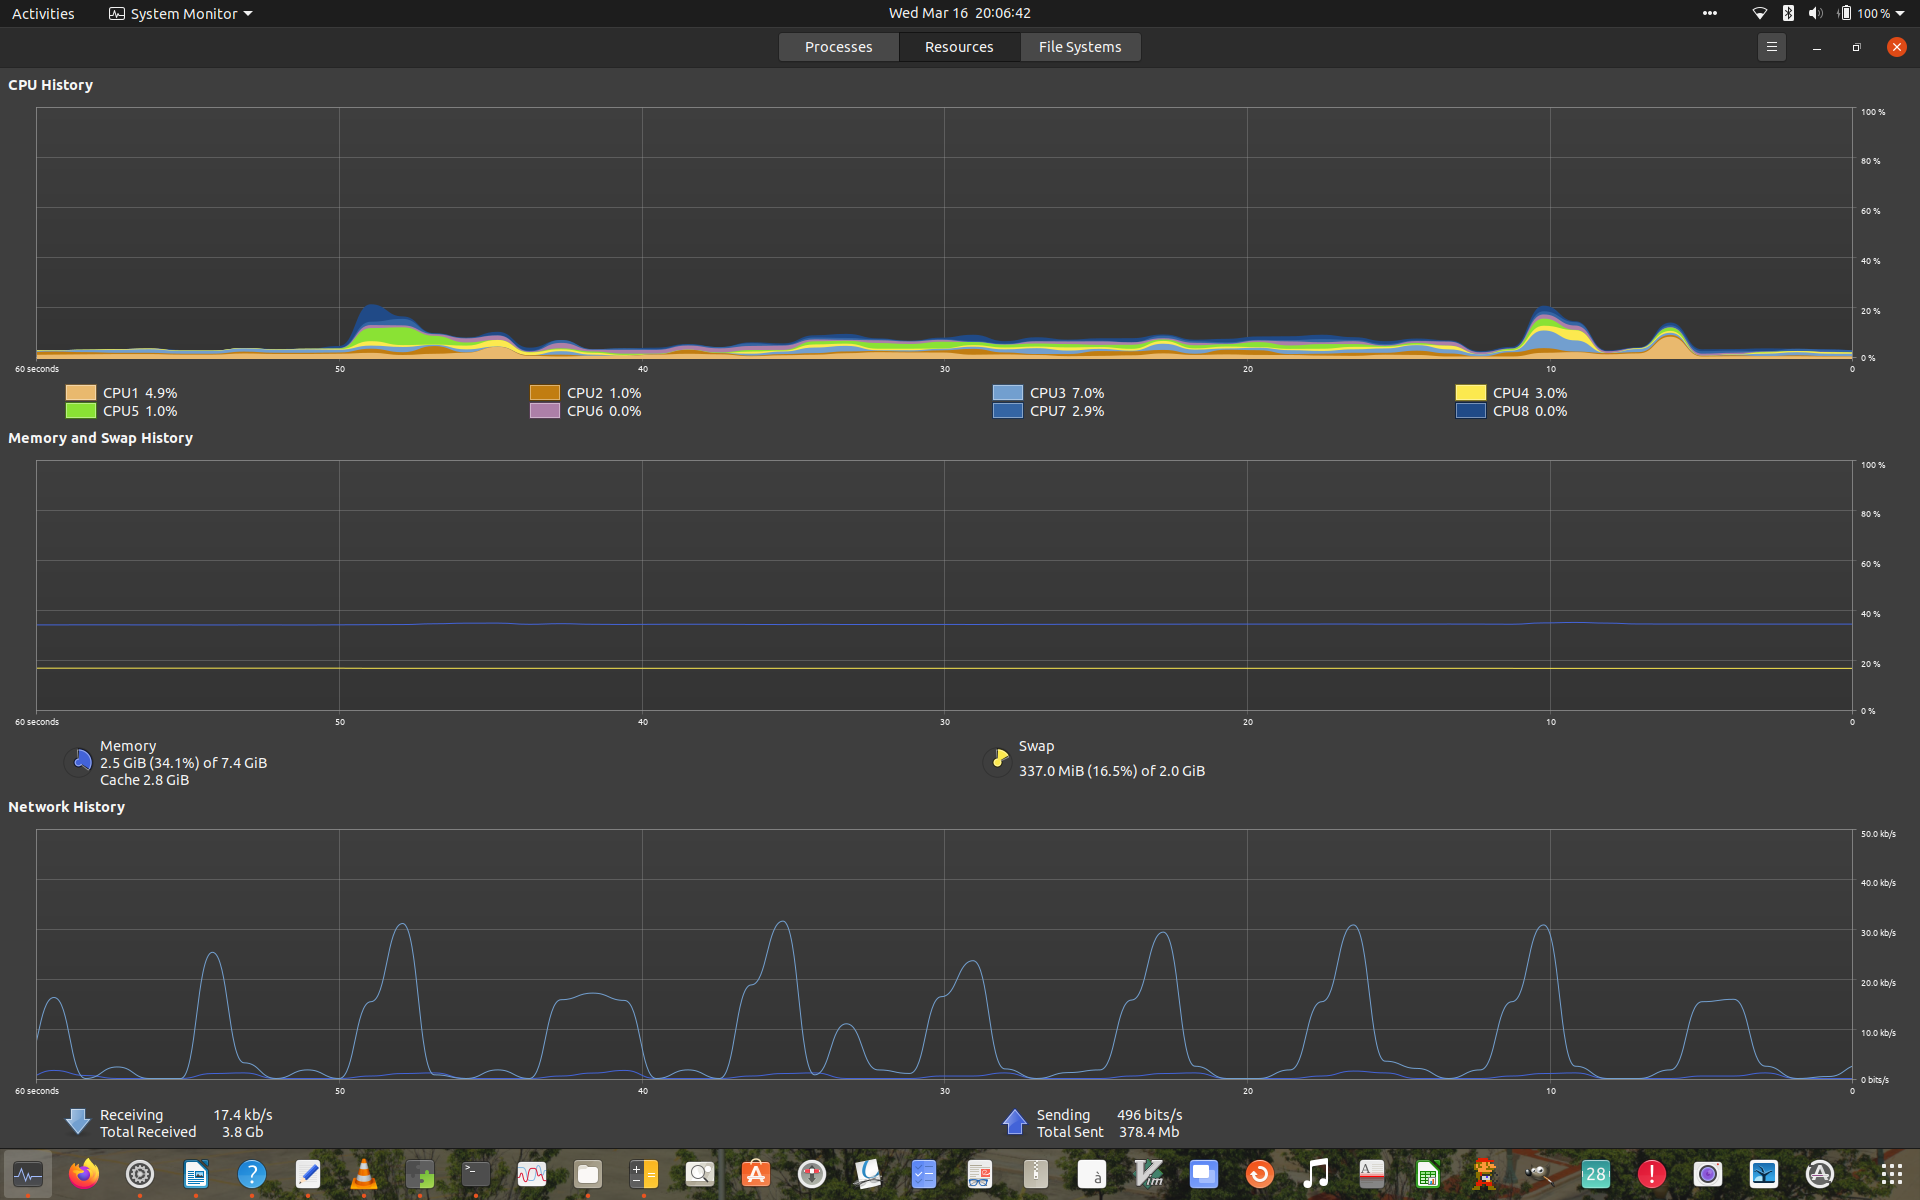 Activities System Monitor Wed Mar 16 20:06:42 100 %
Processes Resources File Systems
CPU History
100 %
80 %
60 %
40 %
20 %
0 %
60 seconds 50 40 30 20 10 0
CPU1 4.9% CPU2 1.0% CPU3 7.0% CPU4 3.0%
CPU5 1.0% CPU6 0.0% CPU7 2.9% CPU8 0.0%
Memory and Swap History
100 %
80 %
60 %
40 %
20 %
0 %
60 seconds 50 40 30 20 10 0
Memory Swap
2.5 GiB (34.1%) of 7.4 GiB 337.0 MiB (16.5%) of 2.0 GiB
Cache 2.8 GiB
Network History
50.0 kb/s
40.0 kb/s
30.0 kb/s
20.0 kb/s
10.0 kb/s
0 bits/s
60 seconds 50 40 30 20 10 0
Receiving 17.4 kb/s Sending 496 bits/s
Total Received 3.8 Gb Total Sent 378.4 Mb
? >_ à Vim A 28 !